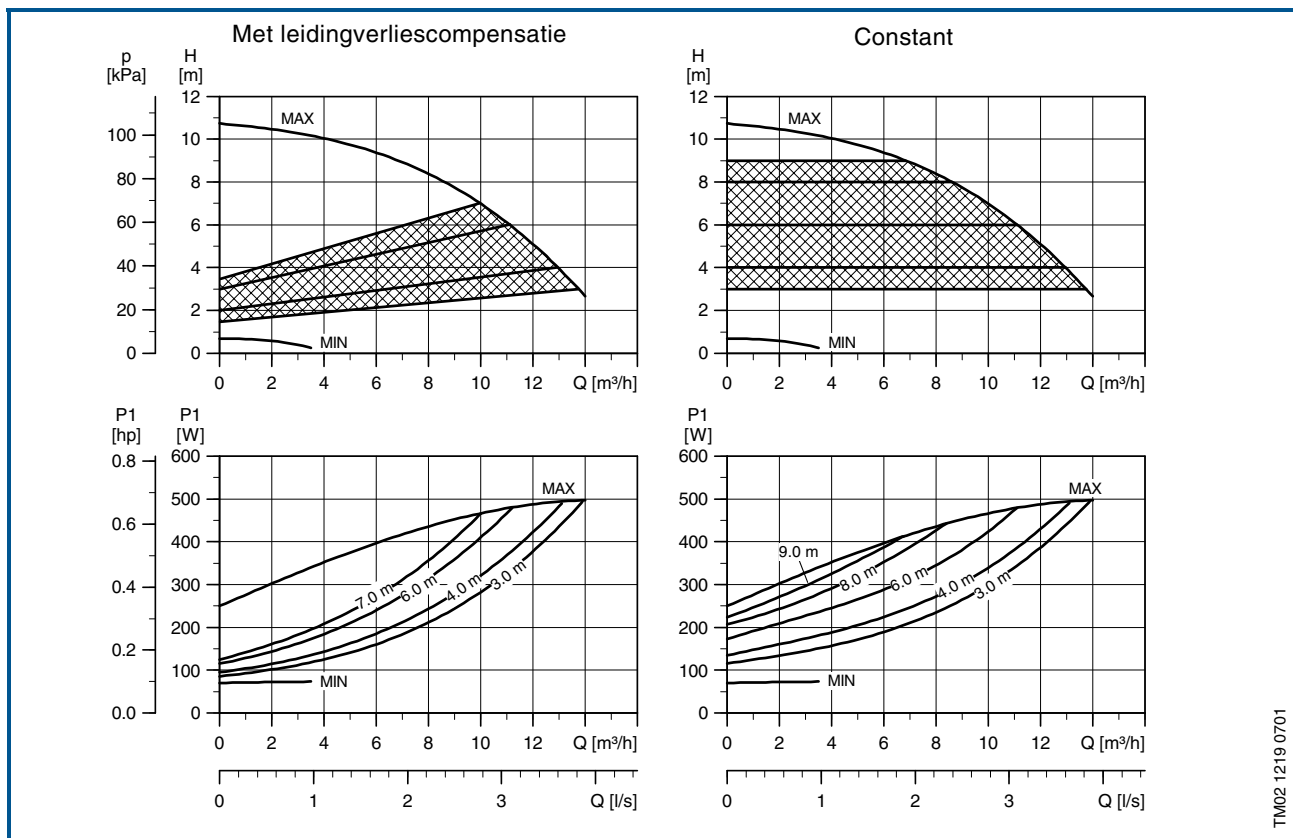 Met leidingverliescompensatie
p
[kPa]
H
[m]
12
10
8
6
4
2
0
100
80
60
40
20
0
MAX
MIN
0 2 4 6 8 10 12 Q [m³/h]
Constant
H
[m]
12
10
8
6
4
2
0
MAX
MIN
0 2 4 6 8 10 12 Q [m³/h]
P1
[hp]
P1
[W]
0.8
0.6
0.4
0.2
0.0
600
500
400
300
200
100
0
MAX
7.0 m
6.0 m
4.0 m
3.0 m
MIN
0 2 4 6 8 10 12 Q [m³/h]
0 1 2 3 Q [l/s]
P1
[W]
600
500
400
300
200
100
0
MAX
9.0 m
8.0 m
6.0 m
4.0 m
3.0 m
MIN
0 2 4 6 8 10 12 Q [m³/h]
0 1 2 3 Q [l/s]
TM02 1219 0701